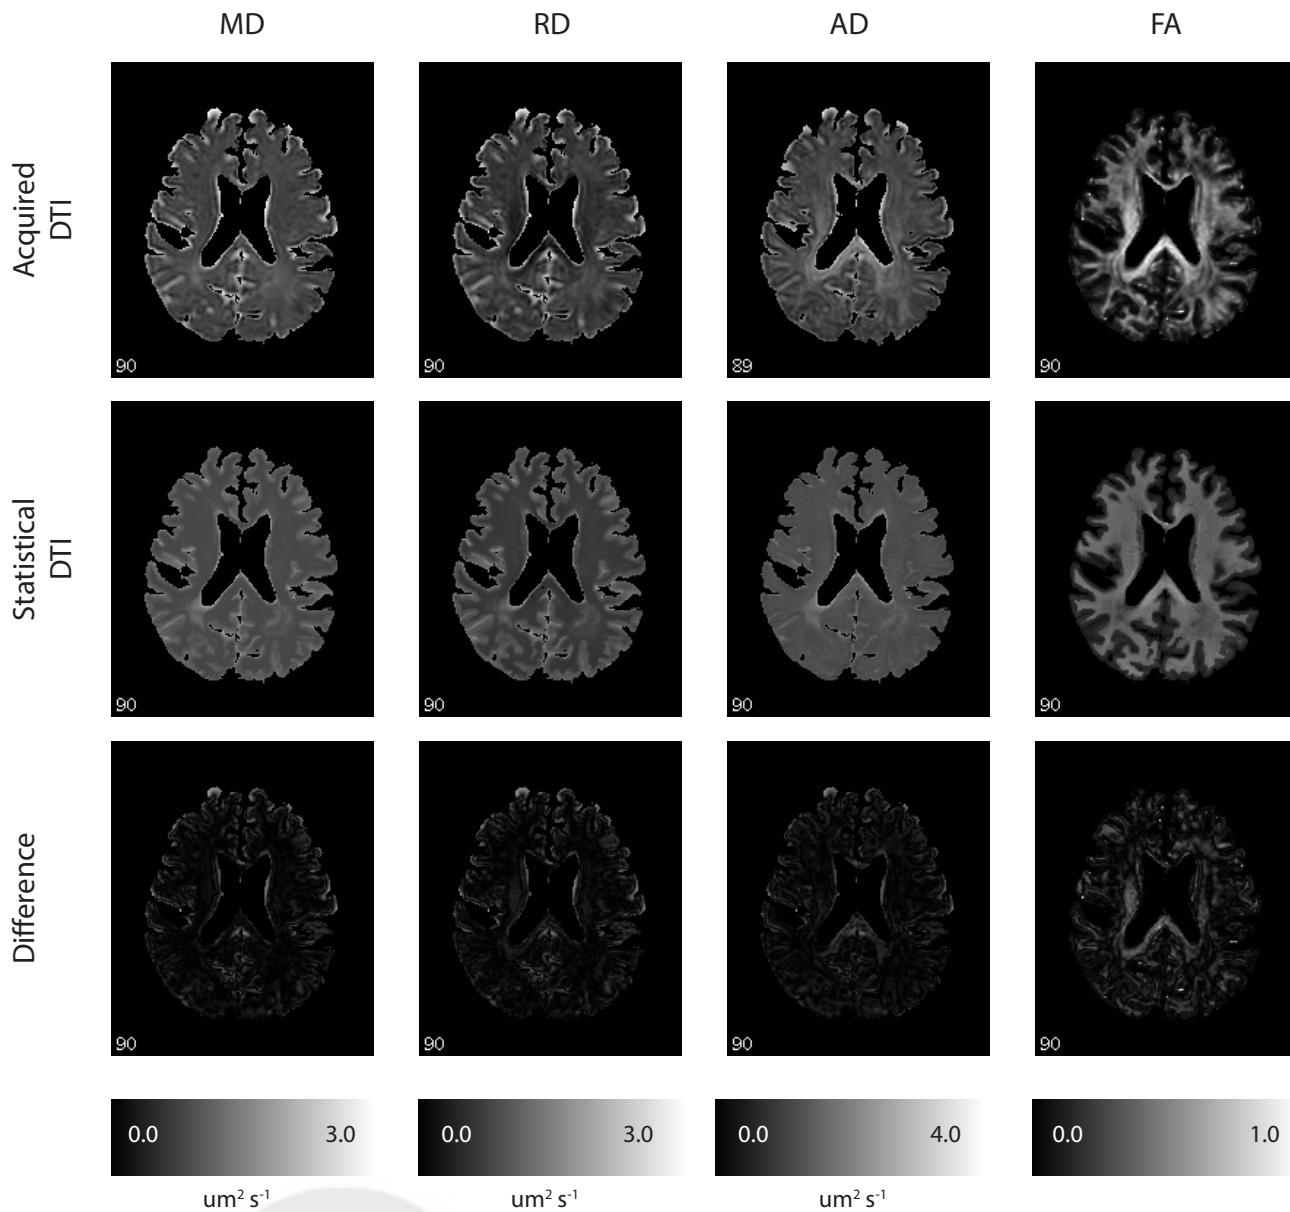 MD RD AD FA
Acquired
DTI
90 90 89 90
Statistical
DTI
90 90 90 90
Difference
90 90 90 90
0.0 3.0 0.0 3.0 0.0 4.0 0.0 1.0
um² s⁻¹ um² s⁻¹ um² s⁻¹